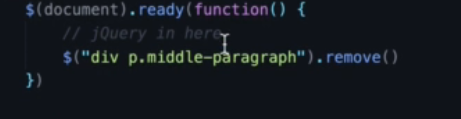 $(document).ready(function() {
// jQuery in here
$("div p.middle-paragraph").remove()
})